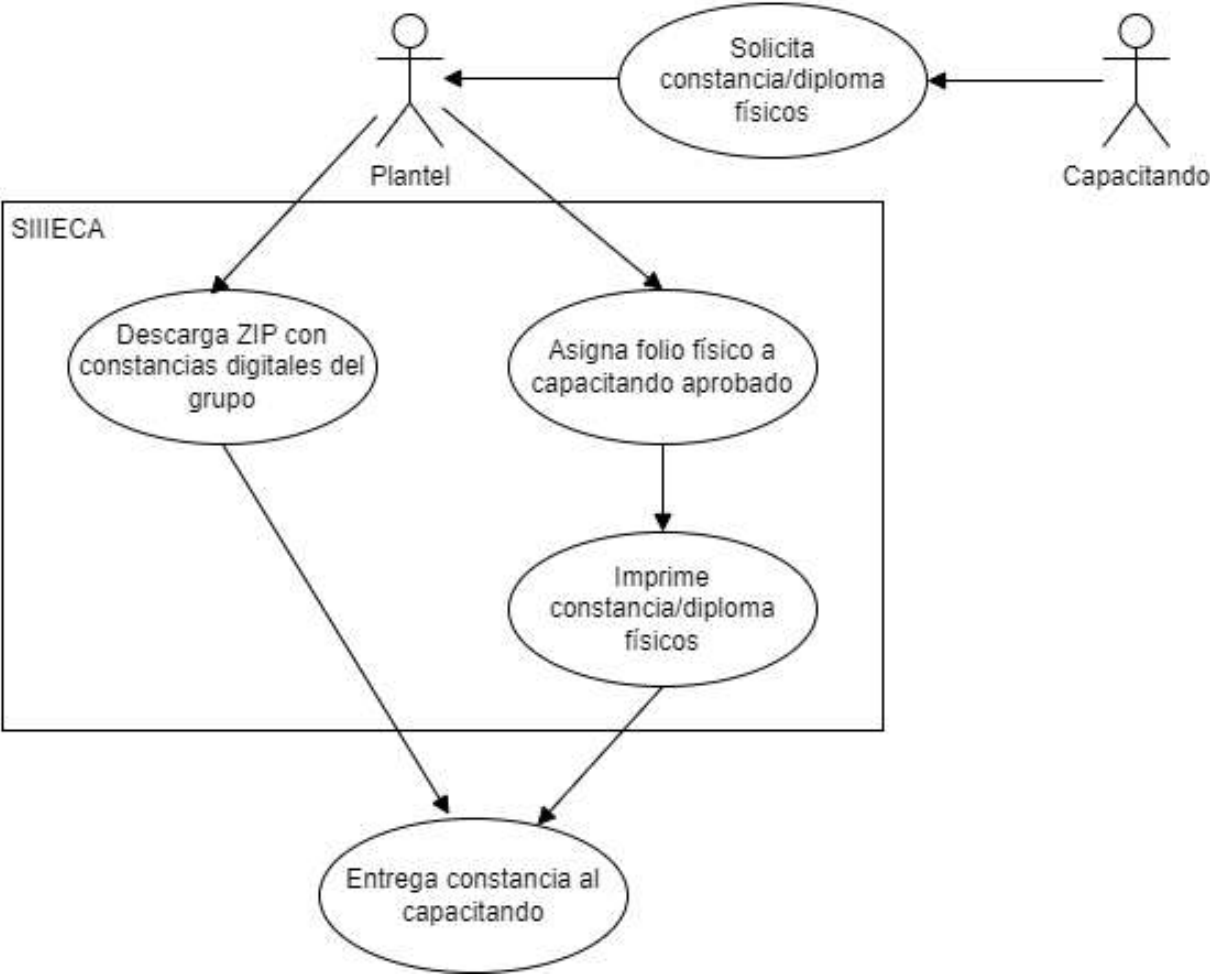 Solicita
constancia/diploma
físicos
Plantel
Capacitando
SIIIECA
Descarga ZIP con
constancias digitales del
grupo
Asigna folio físico a
capacitando aprobado
Imprime
constancia/diploma
físicos
Entrega constancia al
capacitando